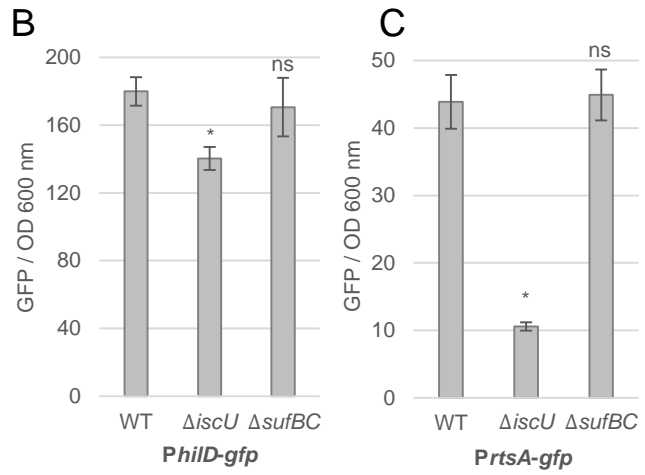 B
GFP / OD 600 nm
200
160
120
80
40
0
*
ns
WT ΔiscU ΔsufBC
PhilD-gfp
C
GFP / OD 600 nm
50
40
30
20
10
0
*
ns
WT ΔiscU ΔsufBC
PrtsA-gfp